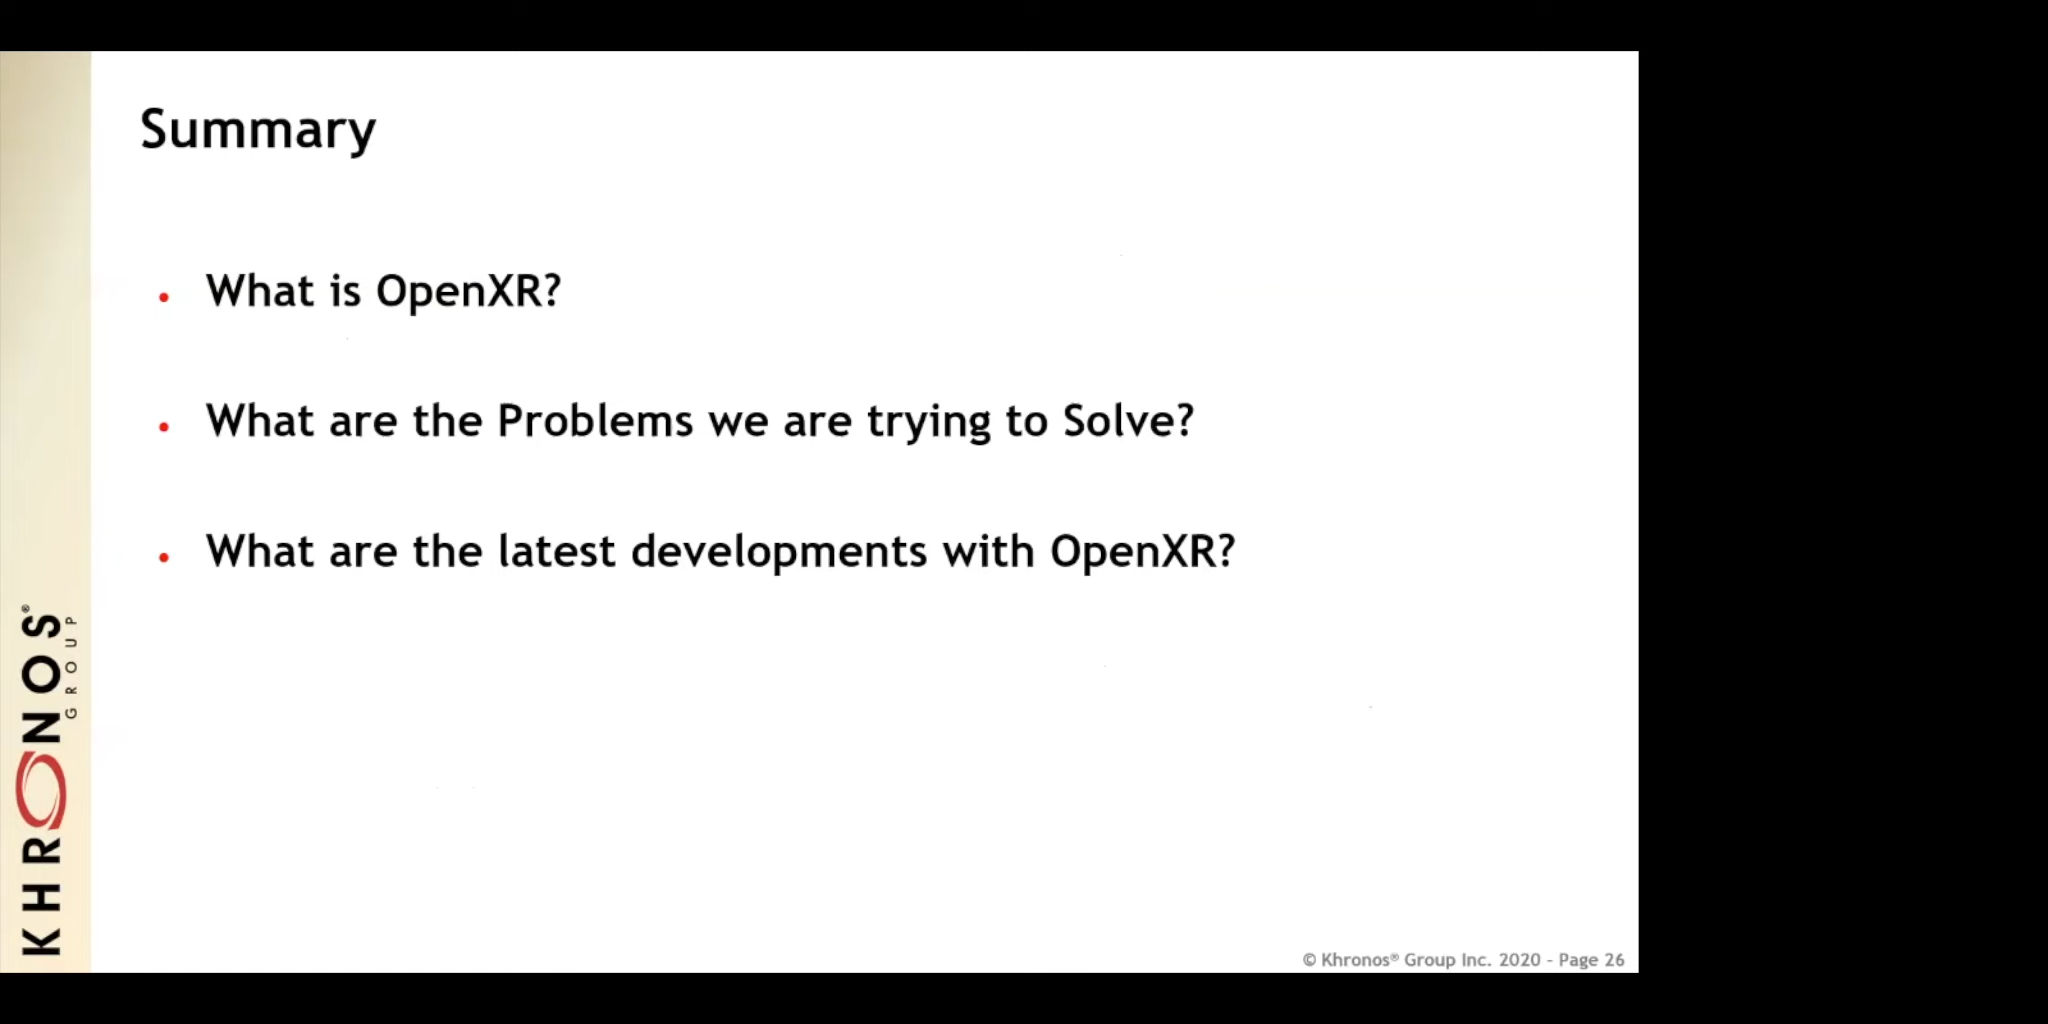 Summary
• What is OpenXR?
• What are the Problems we are trying to Solve?
• What are the latest developments with OpenXR?
KHRONOS®
GROUP
© Khronos® Group Inc. 2020 - Page 26